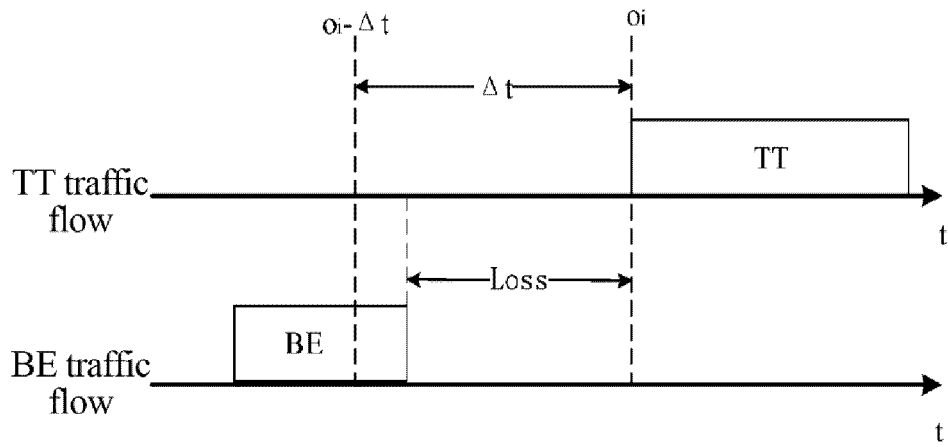 oi-Δt
oi
Δt
TT
TT traffic
flow
t
Loss
BE
BE traffic
flow
t